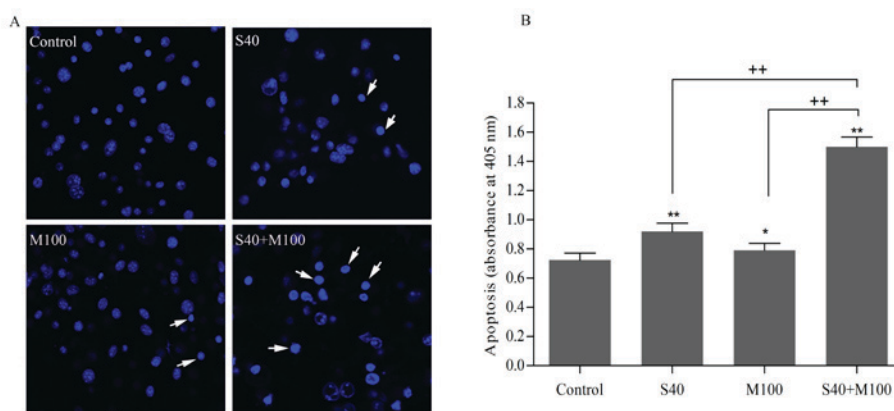 A
Control
S40
M100
S40+M100
B
++
++
Apoptosis (absorbance at 405 nm)
1.8
1.6
1.4
1.2
1.0
0.8
0.6
0.4
0.2
0.0
**
*
**
Control
S40
M100
S40+M100